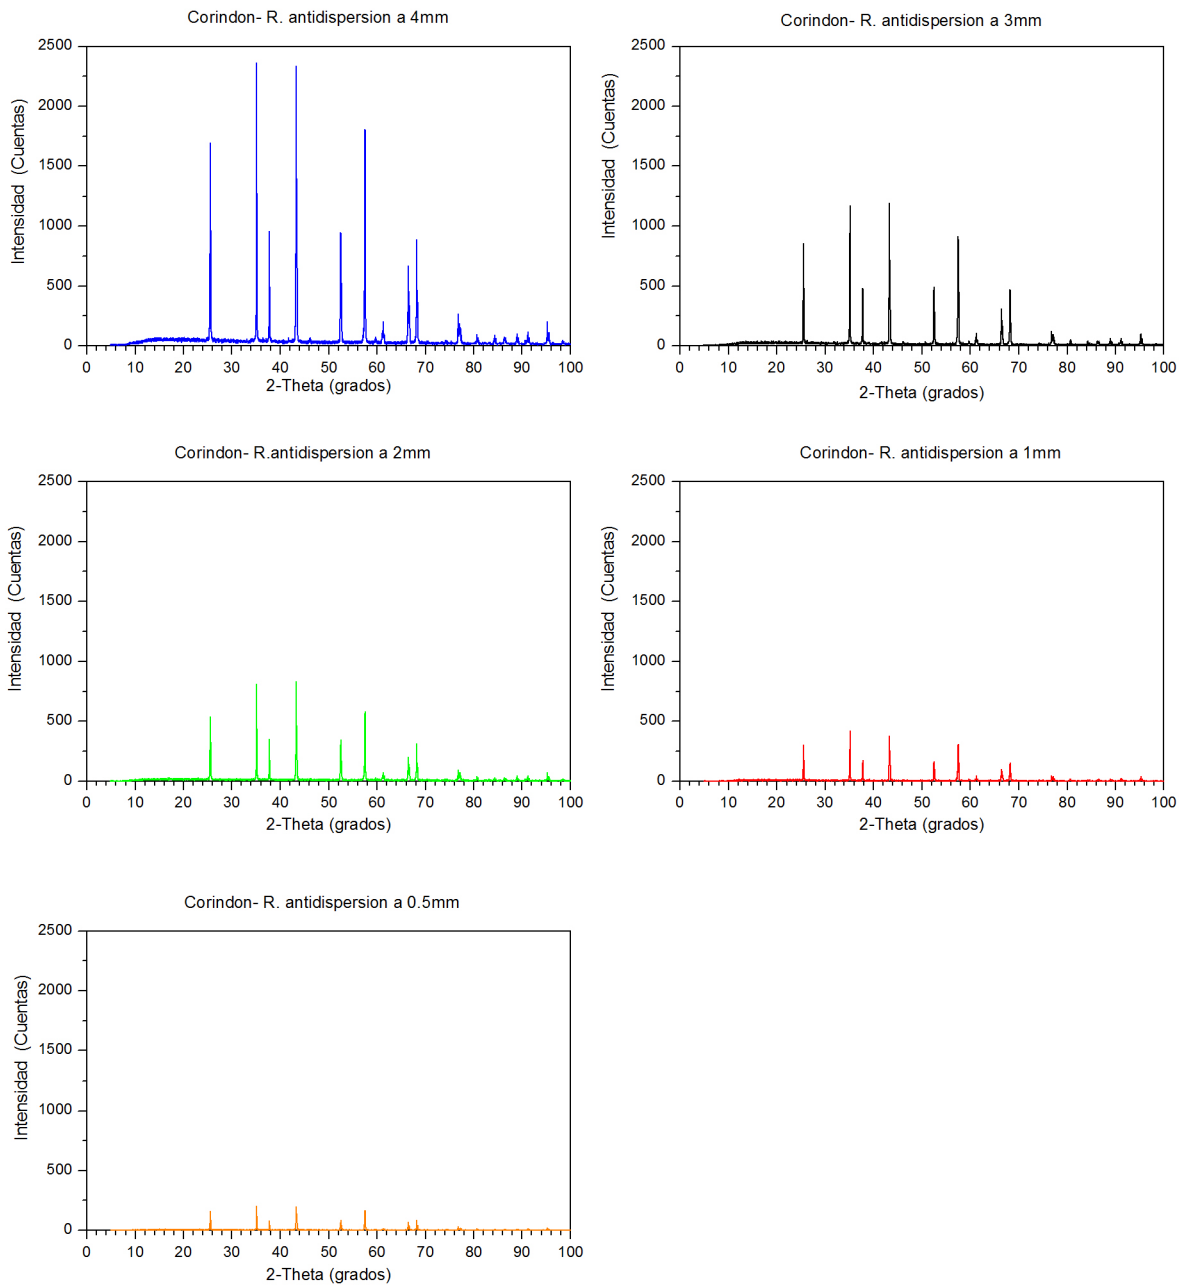 Corindon- R. antidispersion a 4mm
2500
2000
1500
1000
500
0
Intensidad (Cuentas)
0 10 20 30 40 50 60 70 80 90 100
2-Theta (grados)
Corindon- R. antidispersion a 3mm
2500
2000
1500
1000
500
0
Intensidad (Cuentas)
0 10 20 30 40 50 60 70 80 90 100
2-Theta (grados)
Corindon- R.antidispersion a 2mm
2500
2000
1500
1000
500
0
Intensidad (Cuentas)
0 10 20 30 40 50 60 70 80 90 100
2-Theta (grados)
Corindon- R. antidispersion a 1mm
2500
2000
1500
1000
500
0
Intensidad (Cuentas)
0 10 20 30 40 50 60 70 80 90 100
2-Theta (grados)
Corindon- R. antidispersion a 0.5mm
2500
2000
1500
1000
500
0
Intensidad (Cuentas)
0 10 20 30 40 50 60 70 80 90 100
2-Theta (grados)